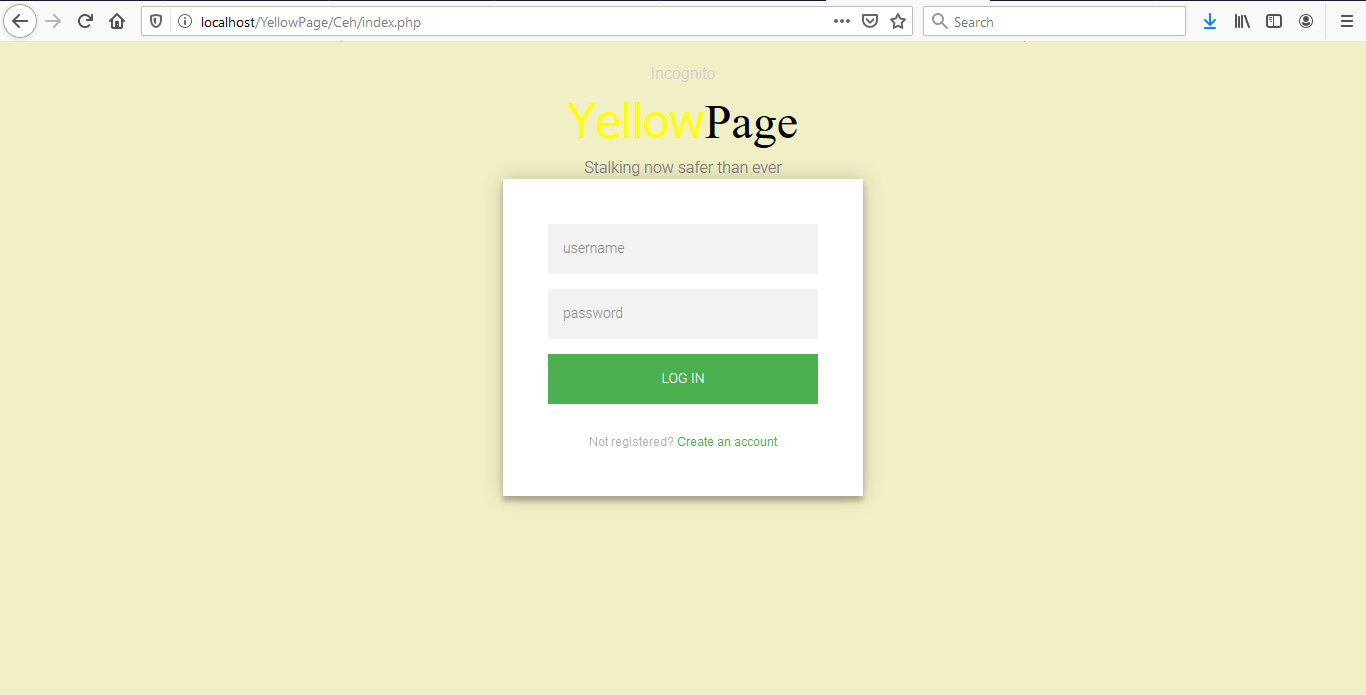 localhost/YellowPage/Ceh/index.php
Search
Incognito
YellowPage
Stalking now safer than ever
username
password
LOG IN
Not registered? Create an account